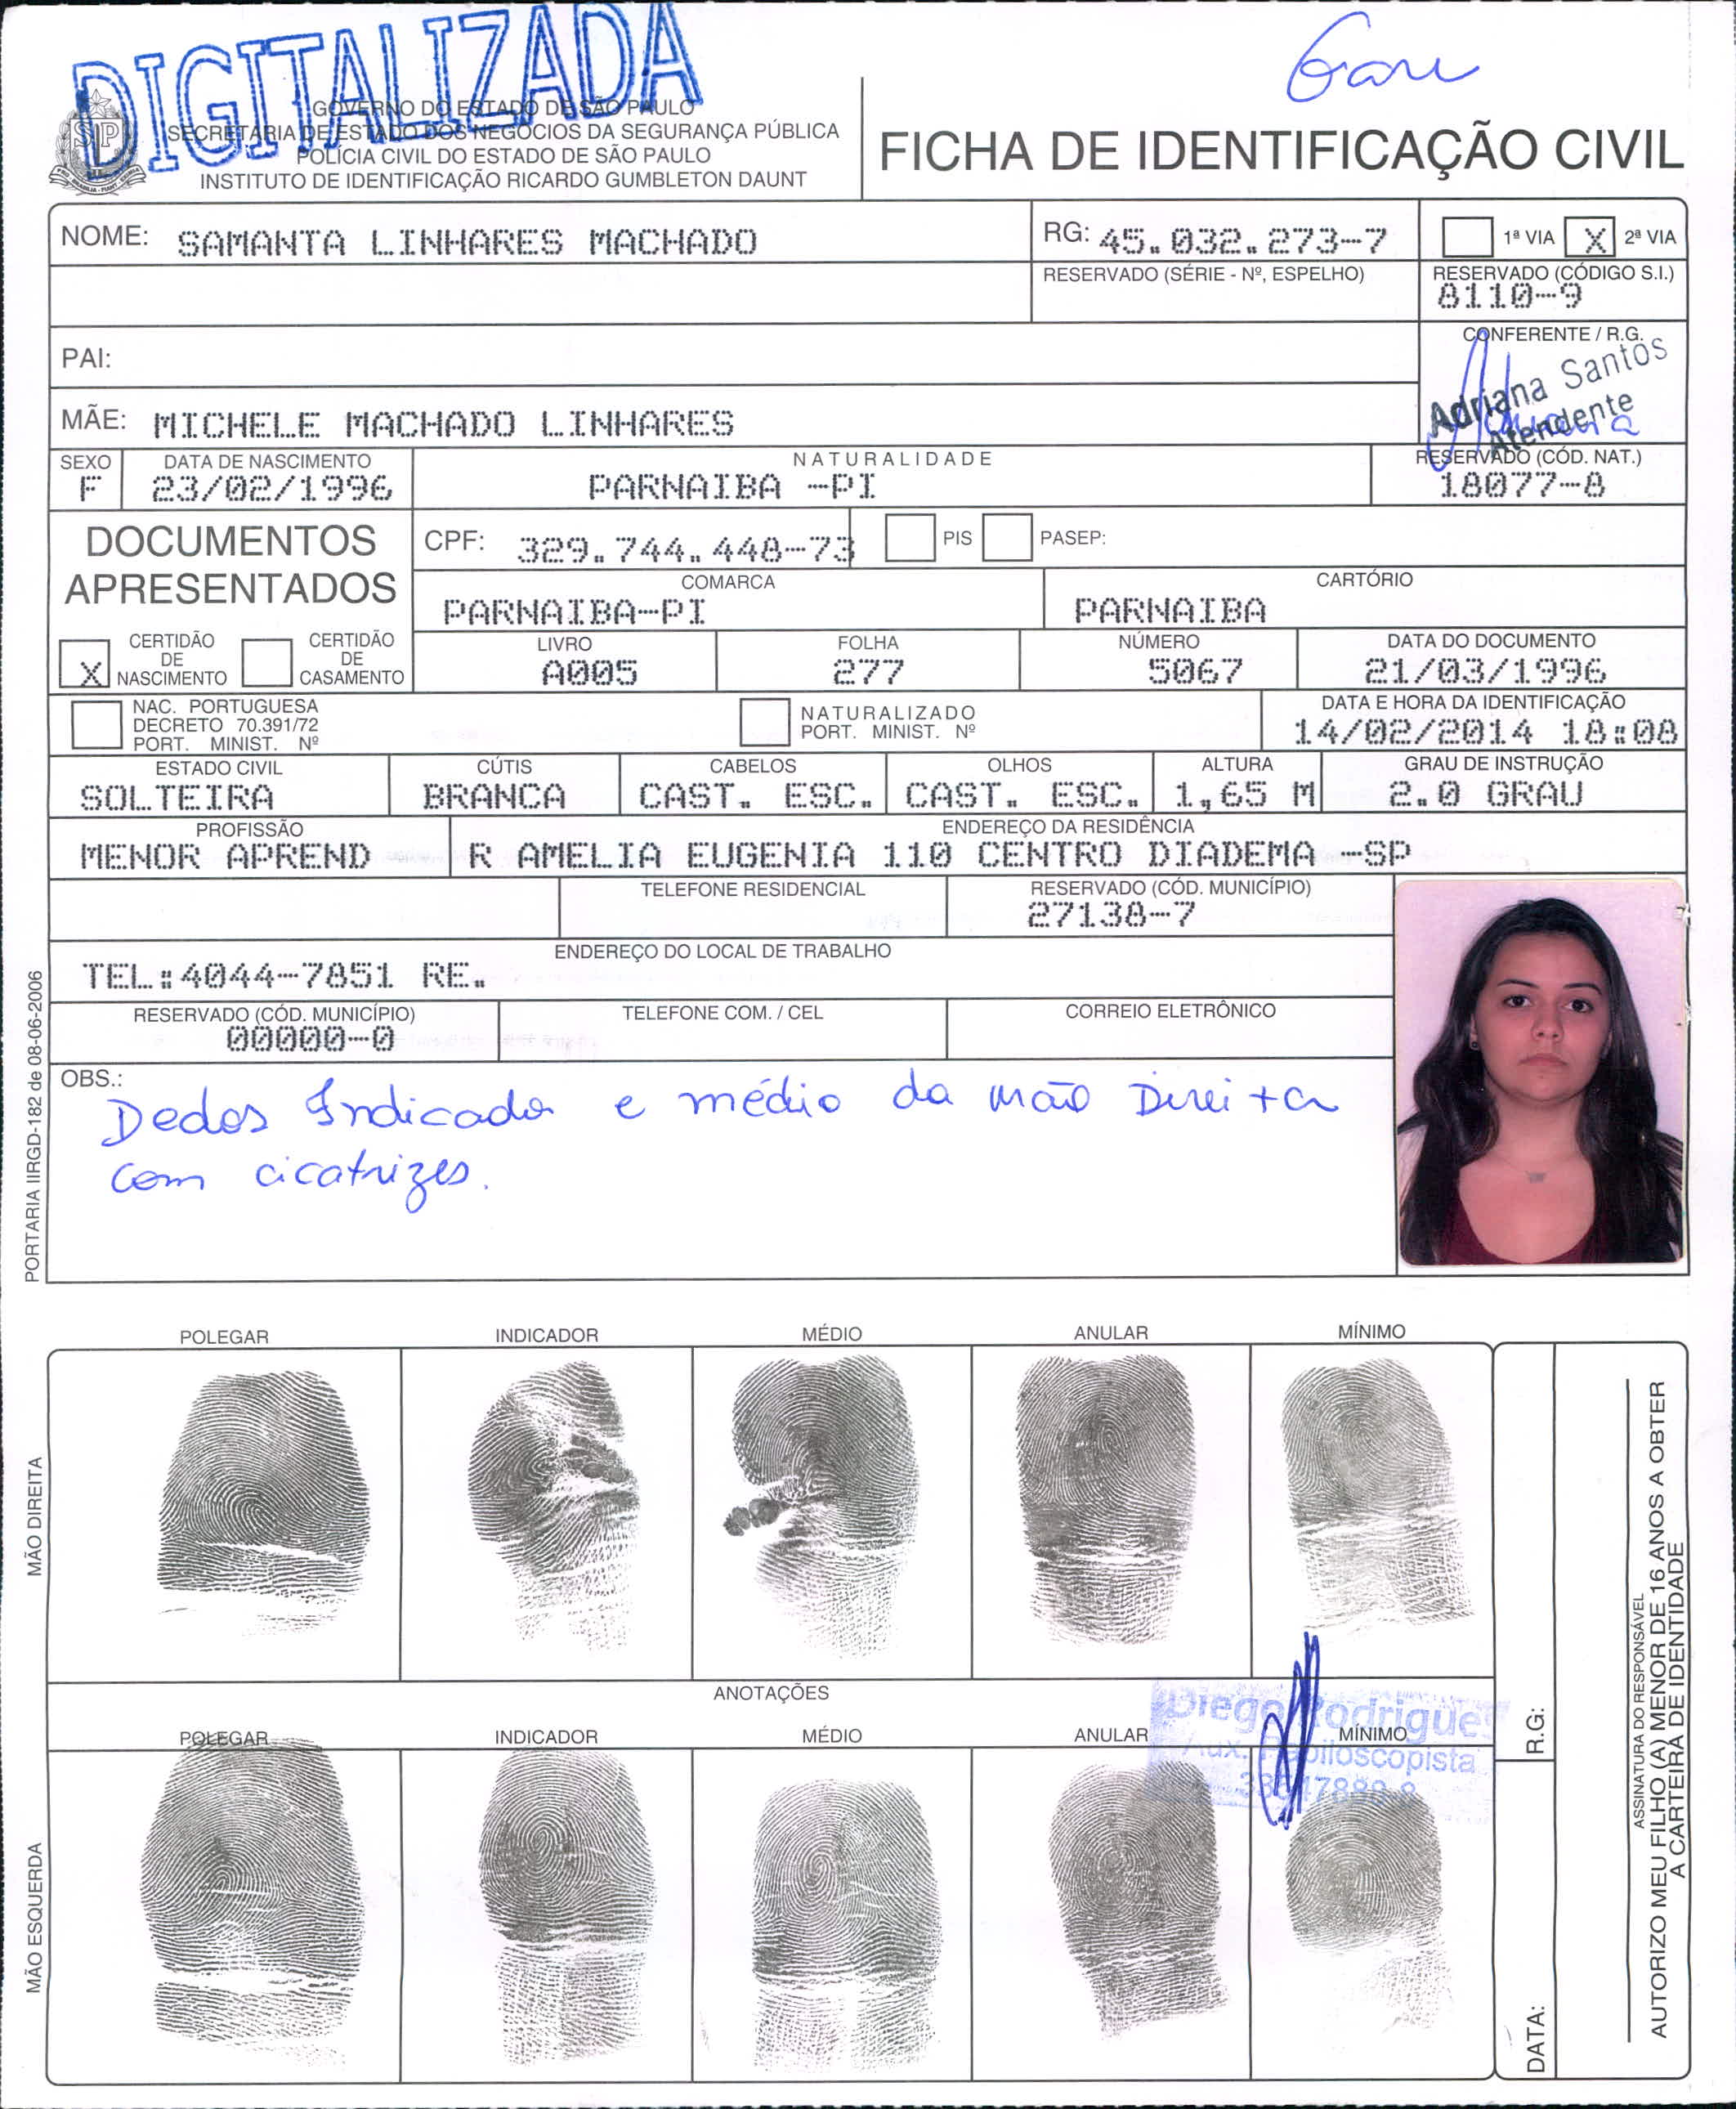 DIGITALIZADA
GOVERNO DO ESTADO DE SÃO PAULO
SECRETARIA DE ESTADO DOS NEGÓCIOS DA SEGURANÇA PÚBLICA
POLÍCIA CIVIL DO ESTADO DE SÃO PAULO
INSTITUTO DE IDENTIFICAÇÃO RICARDO GUMBLETON DAUNT
FICHA DE IDENTIFICAÇÃO CIVIL
NOME: SAMANTA LINHARES MACHADO
RG: 45.032.273-7
1ª VIA X 2ª VIA
RESERVADO (SÉRIE - Nº, ESPELHO)
RESERVADO (CÓDIGO S.I.)
8110-9
PAI:
CONFERENTE / R.G.
Adriana Santos
Atendente
MÃE: MICHELE MACHADO LINHARES
SEXO
F
DATA DE NASCIMENTO
23/02/1996
NATURALIDADE
PARNAIBA -PI
RESERVADO (CÓD. NAT.)
18077-8
DOCUMENTOS
APRESENTADOS
CPF: 329.744.448-73
PIS
PASEP:
COMARCA
PARNAIBA-PI
CARTÓRIO
PARNAIBA
X CERTIDÃO
DE
NASCIMENTO
CERTIDÃO
DE
CASAMENTO
LIVRO
A005
FOLHA
277
NÚMERO
5067
DATA DO DOCUMENTO
21/03/1996
NAC. PORTUGUESA
DECRETO 70.391/72
PORT. MINIST. Nº
NATURALIZADO
PORT. MINIST. Nº
DATA E HORA DA IDENTIFICAÇÃO
14/02/2014 18:08
ESTADO CIVIL
SOLTEIRA
CÚTIS
BRANCA
CABELOS
CAST. ESC.
OLHOS
CAST. ESC.
ALTURA
1,65 M
GRAU DE INSTRUÇÃO
2.0 GRAU
PROFISSÃO
MENOR APREND
ENDEREÇO DA RESIDÊNCIA
R AMELIA EUGENIA 110 CENTRO DIADEMA -SP
TELEFONE RESIDENCIAL
RESERVADO (CÓD. MUNICÍPIO)
27138-7
ENDEREÇO DO LOCAL DE TRABALHO
TEL:4044-7851 RE.
RESERVADO (CÓD. MUNICÍPIO)
00000-0
TELEFONE COM. / CEL
CORREIO ELETRÔNICO
OBS.:
Dedos Indicador e médio da mão Direita
com cicatrizes.
PORTARIA IIRGD-182 de 08-06-2006
POLEGAR
INDICADOR
MÉDIO
ANULAR
MÍNIMO
MÃO DIREITA
ANOTAÇÕES
POLEGAR
INDICADOR
MÉDIO
ANULAR
MÍNIMO
MÃO ESQUERDA
Diego Rodrigue
Aux. Papiloscopista
R.G:
DATA:
ASSINATURA DO RESPONSÁVEL
AUTORIZO MEU FILHO (A) MENOR DE 16 ANOS A OBTER
A CARTEIRA DE IDENTIDADE